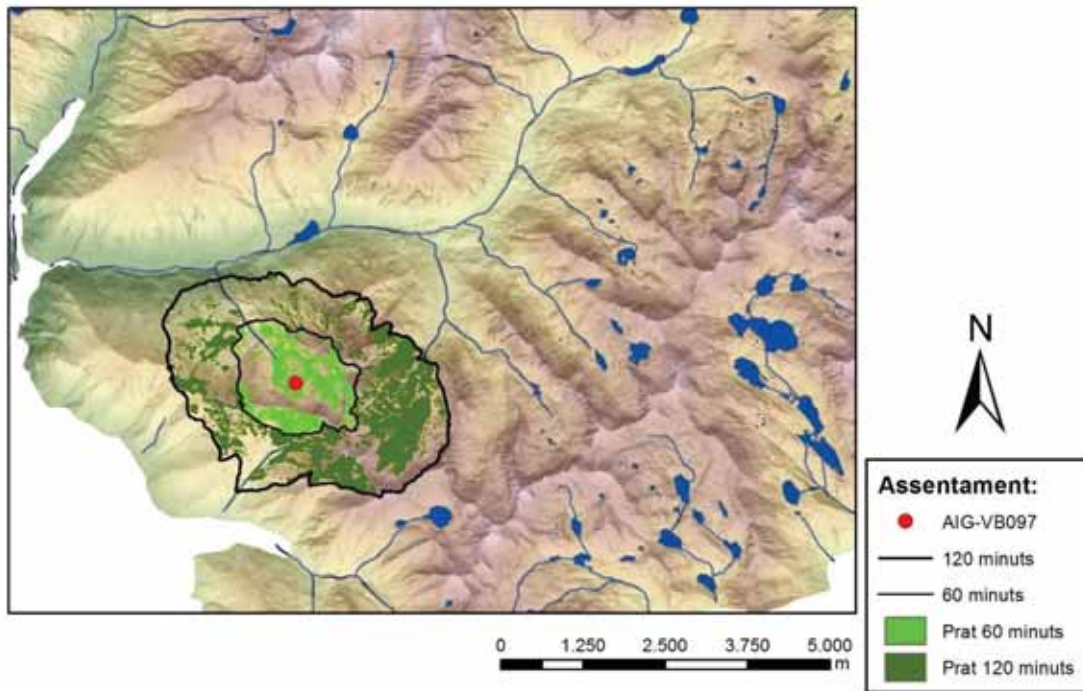 N
Assentament:
AIG-VB097
120 minuts
60 minuts
Prat 60 minuts
Prat 120 minuts
0 1.250 2.500 3.750 5.000
m